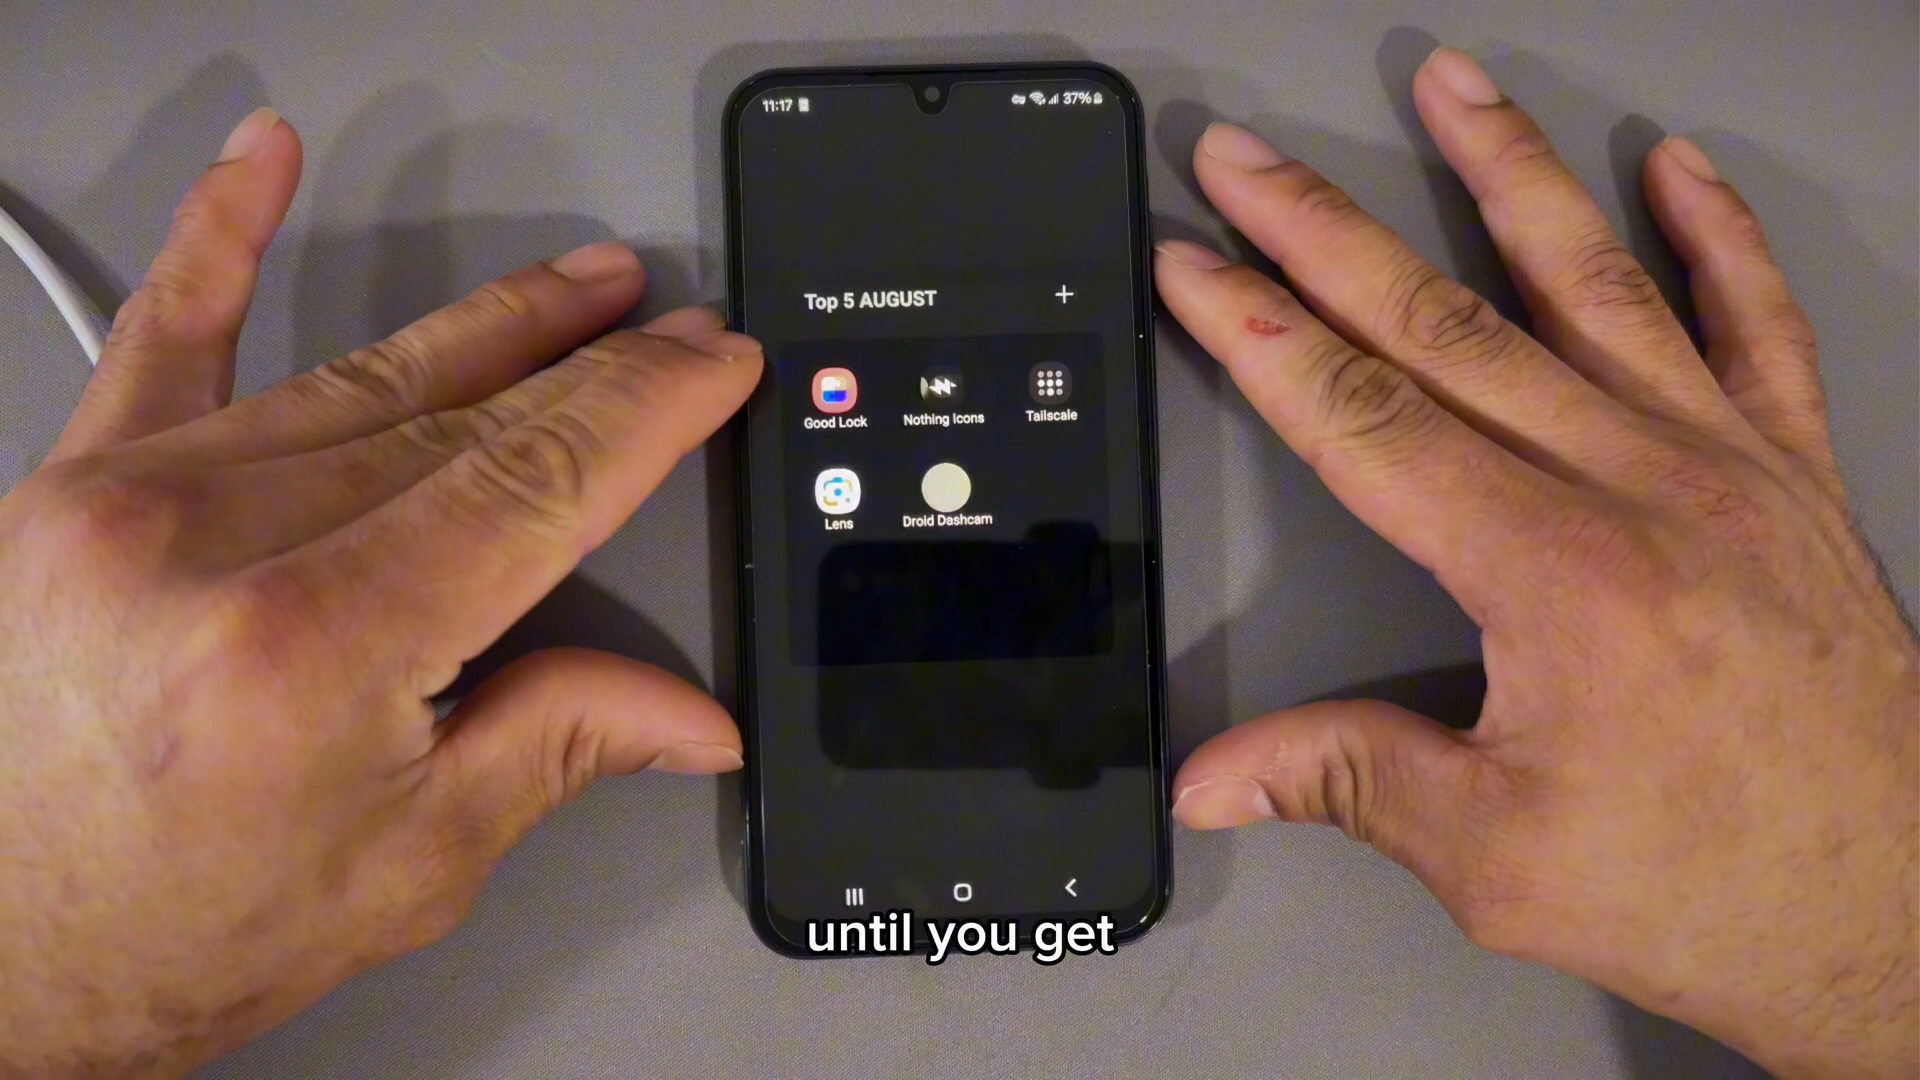 11:17
37%
Top 5 AUGUST
+
Good Lock
Nothing Icons
Tailscale
Lens
Droid Dashcam
until you get